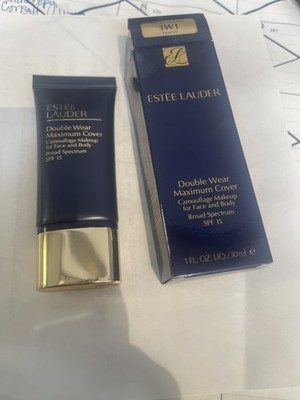 ESTĒE
LAUDER
Double Wear
Maximum Cover
Camouflage Makeup
for Face and Body
Broad Spectrum
SPF 15
3W1
ESTĒE LAUDER
Double Wear
Maximum Cover
Camouflage Makeup
for Face and Body
Broad Spectrum
SPF 15
1 FL. OZ. LIQ./30ml e